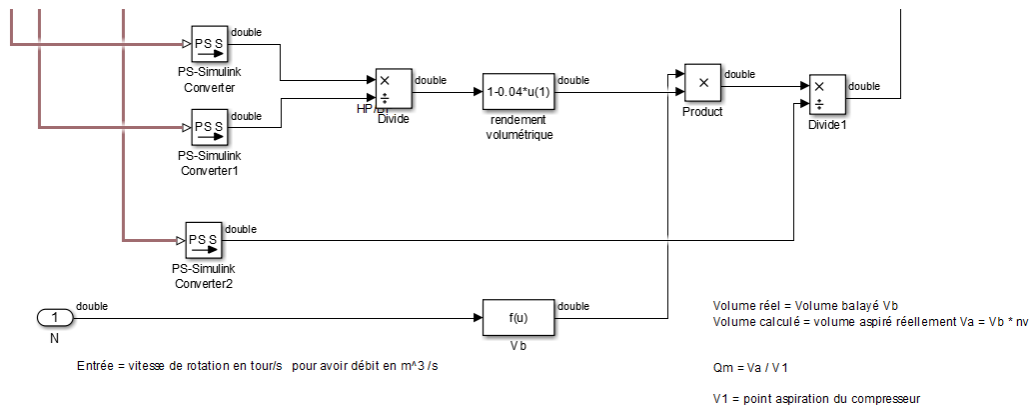 double
PS S
PS-Simulink
Converter
double
×
÷
double
HP/B
Divide
1-0.04*u(1)
double
rendement
volumétrique
×
double
Product
×
÷
double
Divide1
double
PS S
PS-Simulink
Converter1
double
PS S
PS-Simulink
Converter2
double
1
N
f(u)
double
Vb
Volume réel = Volume balayé Vb
Volume calculé = volume aspiré réellement Va = Vb * nv
Entrée = vitesse de rotation en tour/s pour avoir débit en m^3/s
Qm = Va / V1
V1 = point aspiration du compresseur